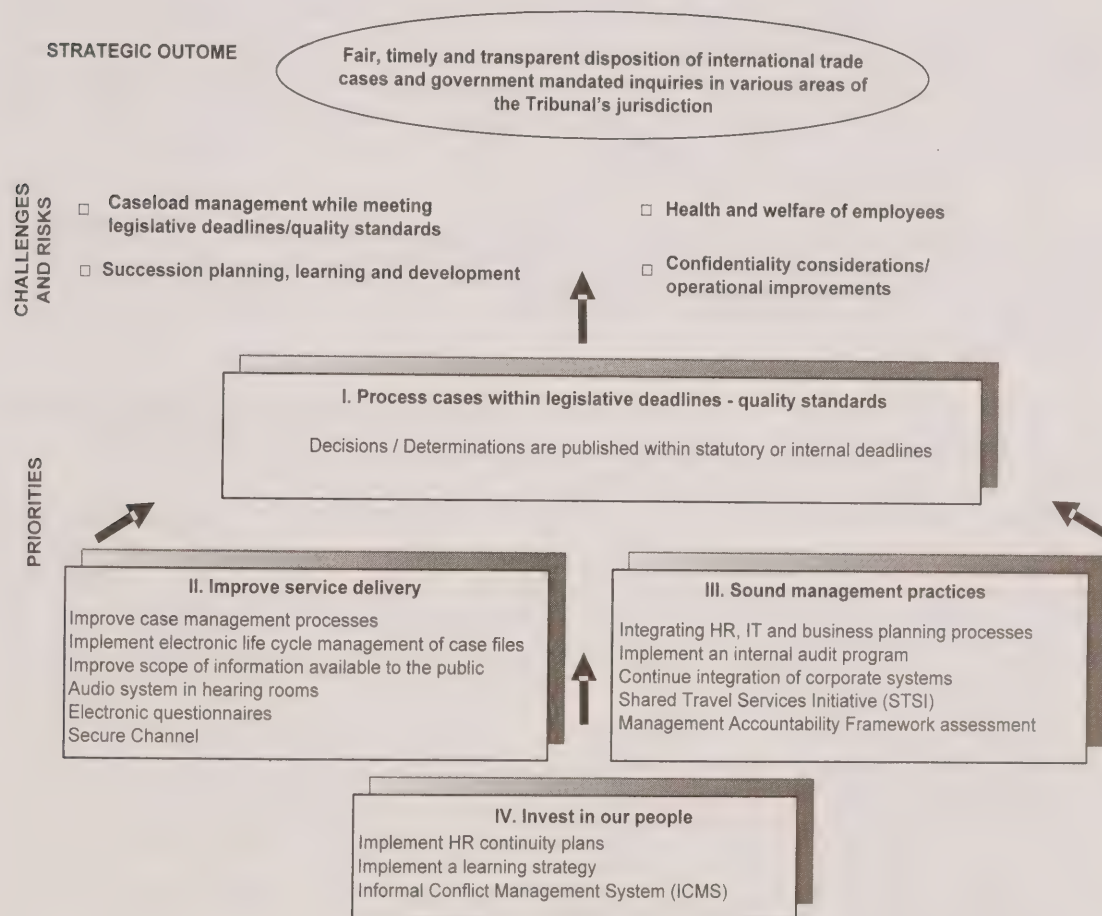 STRATEGIC OUTOME
Fair, timely and transparent disposition of international trade
cases and government mandated inquiries in various areas of
the Tribunal's jurisdiction
CHALLENGES
AND RISKS
□ Caseload management while meeting
legislative deadlines/quality standards
□ Succession planning, learning and development
□ Health and welfare of employees
□ Confidentiality considerations/
operational improvements
PRIORITIES
I. Process cases within legislative deadlines - quality standards
Decisions / Determinations are published within statutory or internal deadlines
II. Improve service delivery
Improve case management processes
Implement electronic life cycle management of case files
Improve scope of information available to the public
Audio system in hearing rooms
Electronic questionnaires
Secure Channel
III. Sound management practices
Integrating HR, IT and business planning processes
Implement an internal audit program
Continue integration of corporate systems
Shared Travel Services Initiative (STSI)
Management Accountability Framework assessment
IV. Invest in our people
Implement HR continuity plans
Implement a learning strategy
Informal Conflict Management System (ICMS)